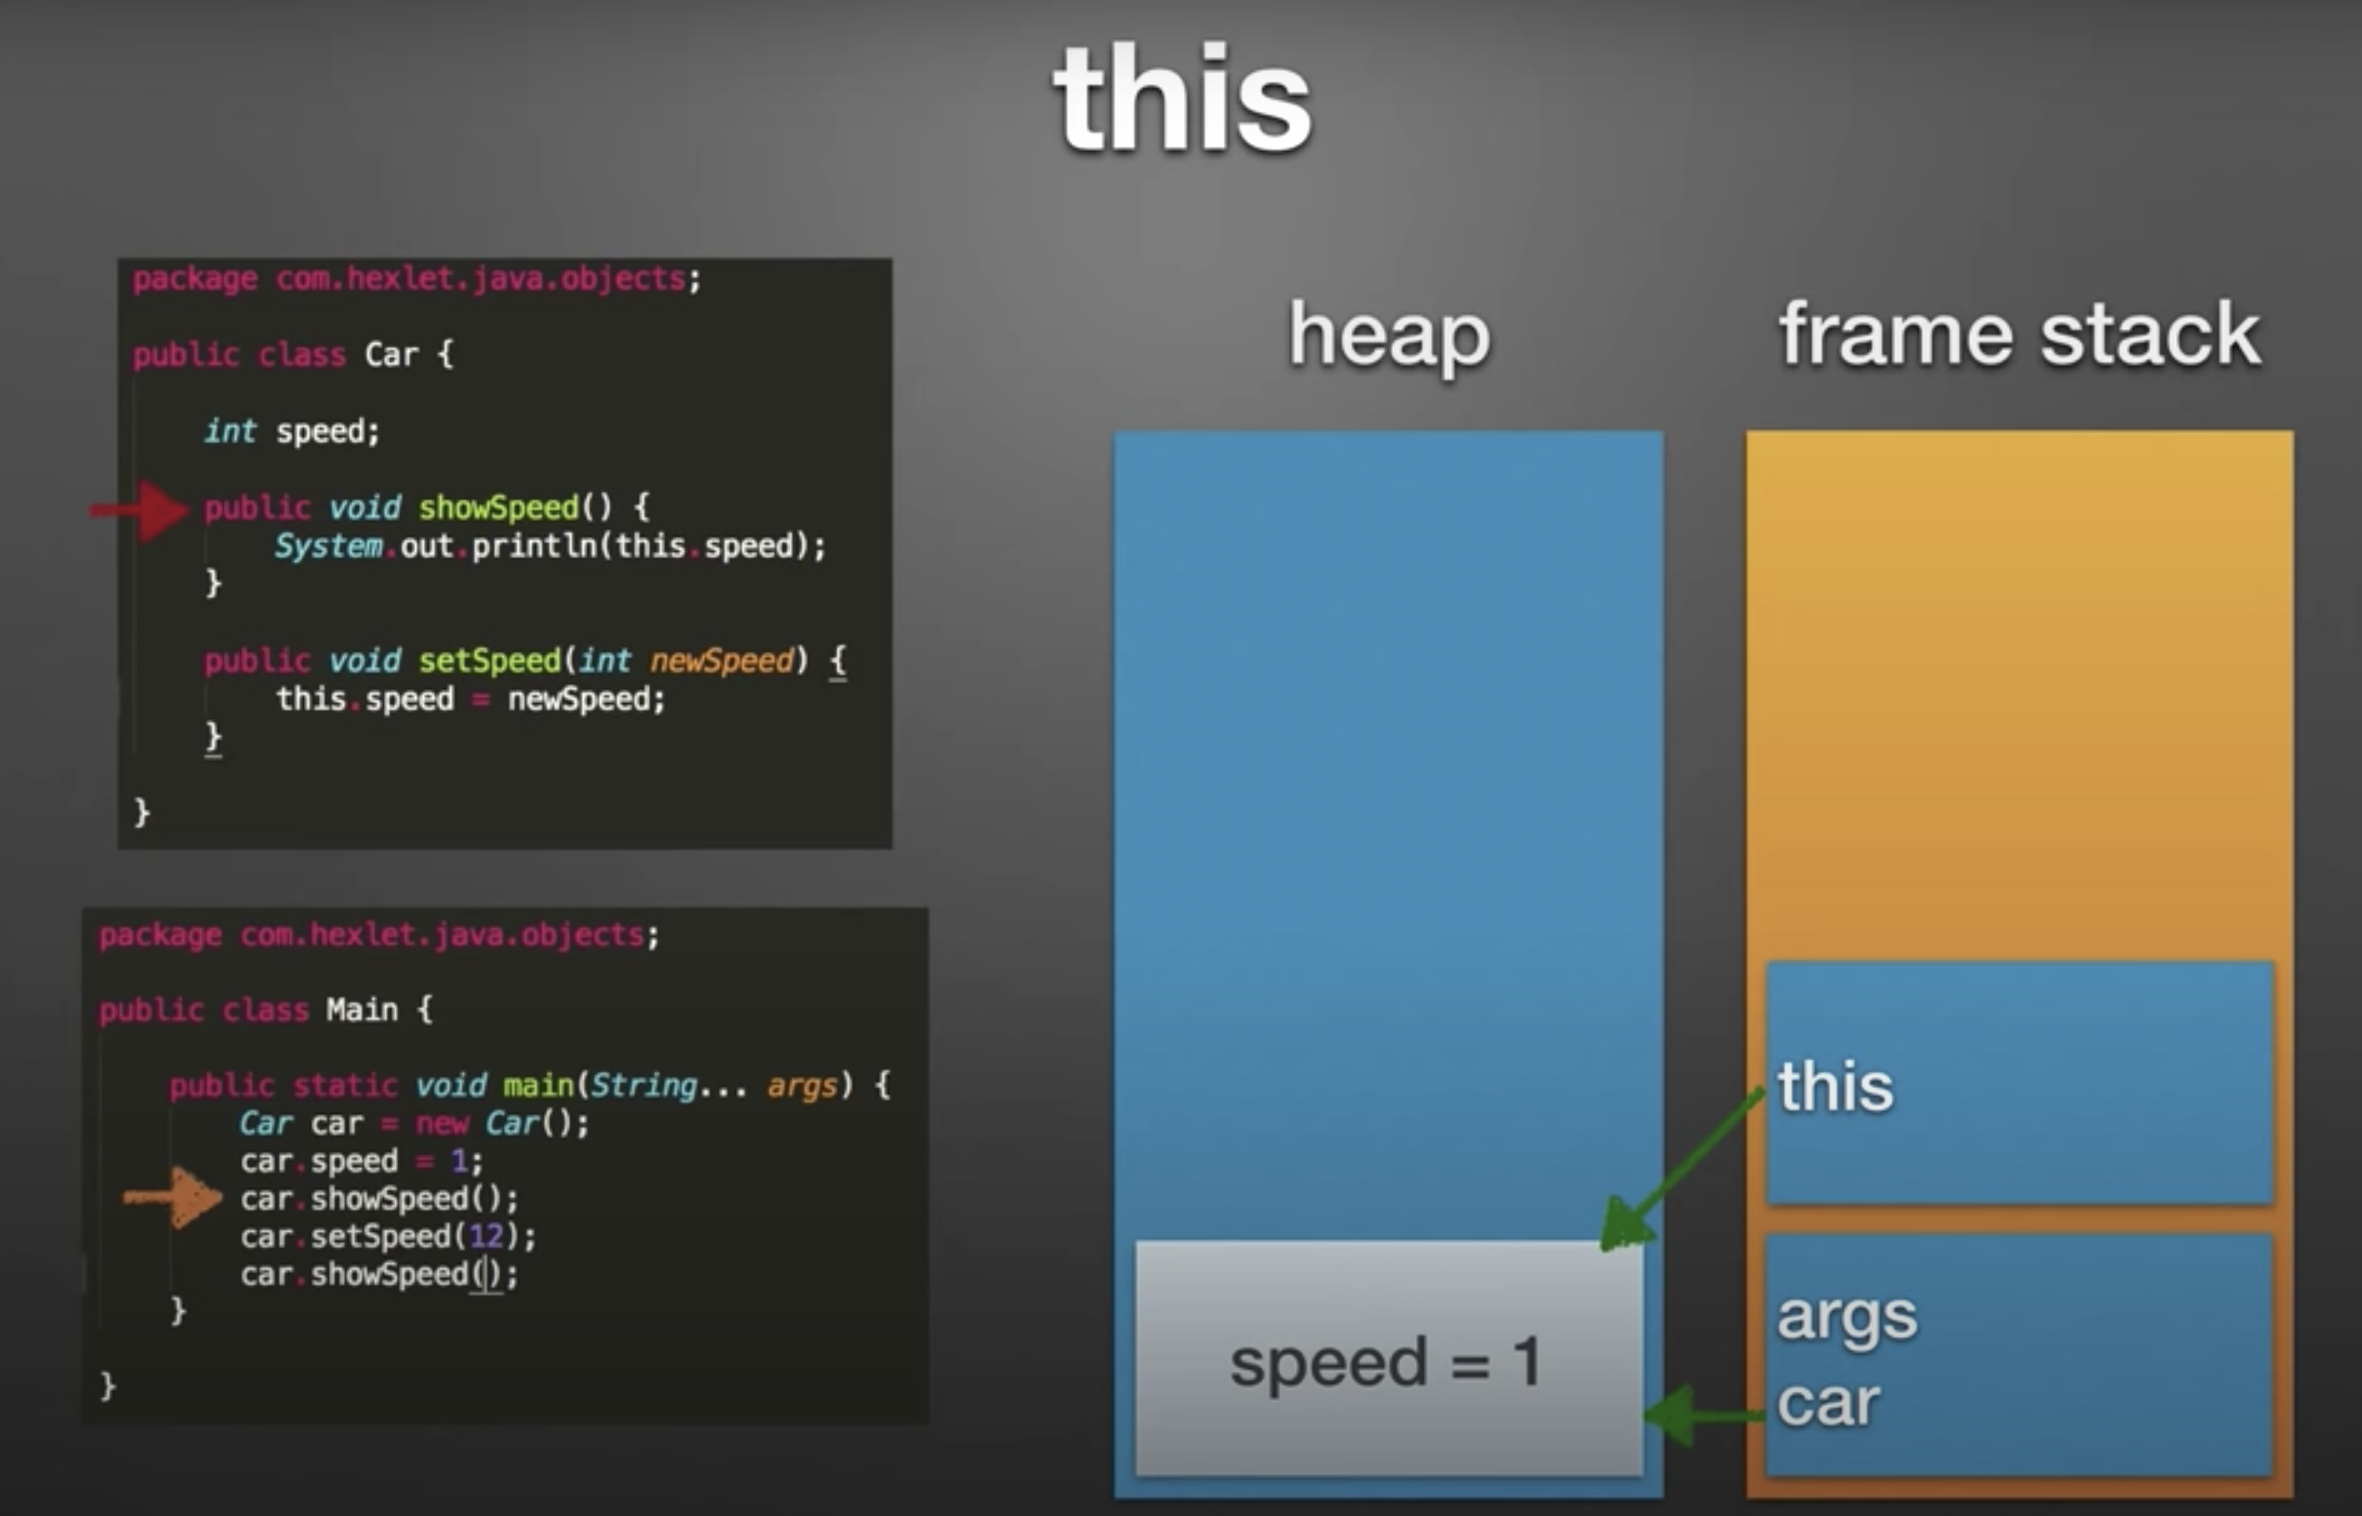 this
package com.hexlet.java.objects;
public class Car {
int speed;
public void showSpeed() {
System.out.println(this.speed);
}
public void setSpeed(int newSpeed) {
this.speed = newSpeed;
}
}
package com.hexlet.java.objects;
public class Main {
public static void main(String... args) {
Car car = new Car();
car.speed = 1;
car.showSpeed();
car.setSpeed(12);
car.showSpeed();
}
}
heap
speed = 1
frame stack
this
args
car